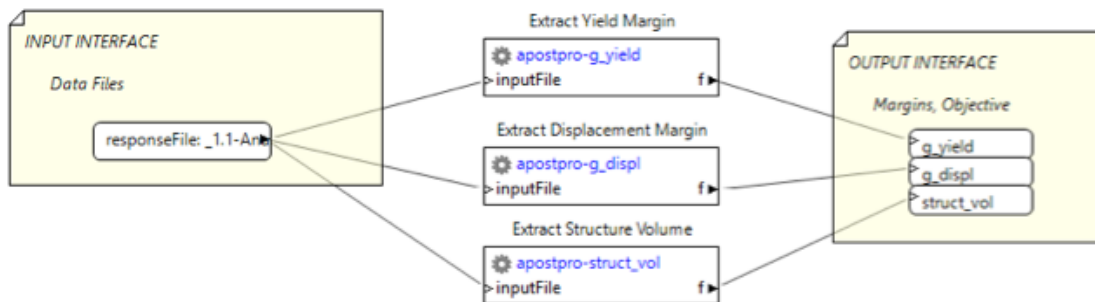 INPUT INTERFACE
Data Files
responseFile: _1.1-Ana
Extract Yield Margin
apostpro-g_yield
inputFile f
Extract Displacement Margin
apostpro-g_displ
inputFile f
Extract Structure Volume
apostpro-struct_vol
inputFile f
OUTPUT INTERFACE
Margins, Objective
g_yield
g_displ
struct_vol